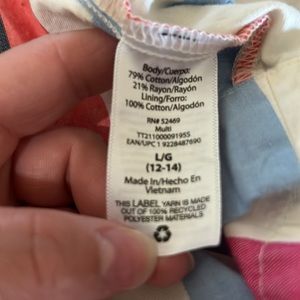 Body/Cuerpo:
79% Cotton/Algodón
21% Rayon/Rayón
Lining/Forro:
100% Cotton/Algodón
RN# 52469
Multi
TT211000091955
EAN/UPC 1 9228487690
L/G
(12-14)
Made In/Hecho En
Vietnam
THIS LABEL YARN IS MADE
OUT OF 100% RECYCLED
POLYESTER MATERIALS